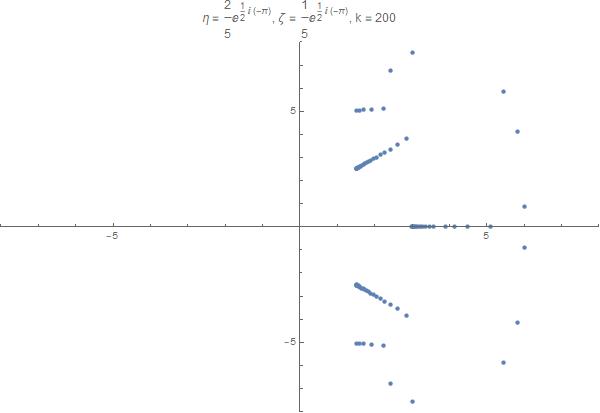 η = 2/5 e^(1/2 i (-π)), ζ = 1/5 e^(1/2 i (-π)), k = 200
5
-5
5
-5